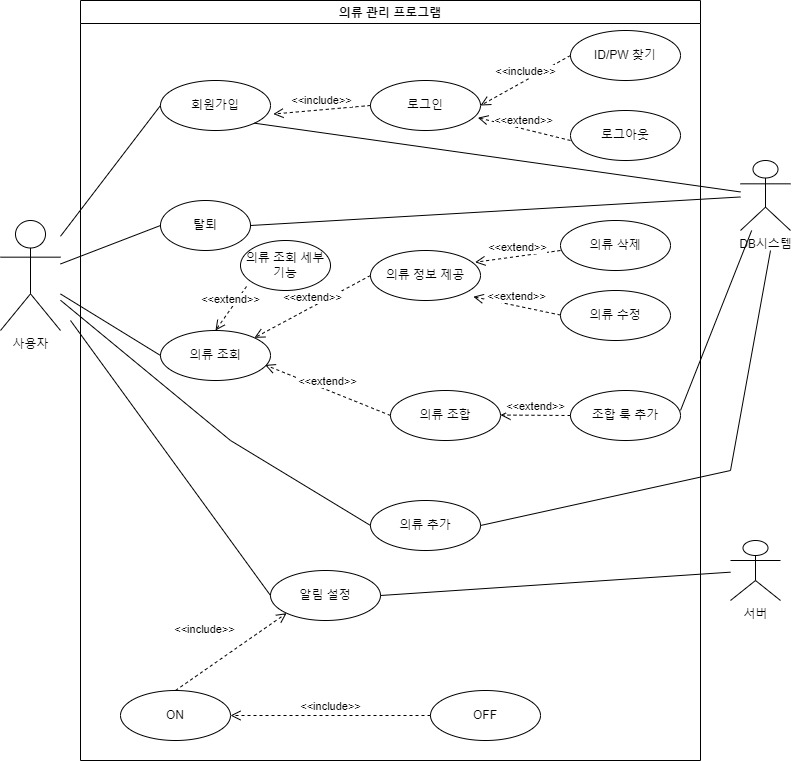 의류 관리 프로그램
ID/PW 찾기
<<include>>
회원가입
<<include>>
로그인
<<extend>>
로그아웃
탈퇴
DB시스템
의류 조회 세부
기능
의류 정보 제공
<<extend>>
의류 삭제
<<extend>>
<<extend>>
<<extend>>
의류 수정
사용자
의류 조회
<<extend>>
의류 조합
<<extend>>
조합 룩 추가
의류 추가
알림 설정
서버
<<include>>
ON
<<include>>
OFF